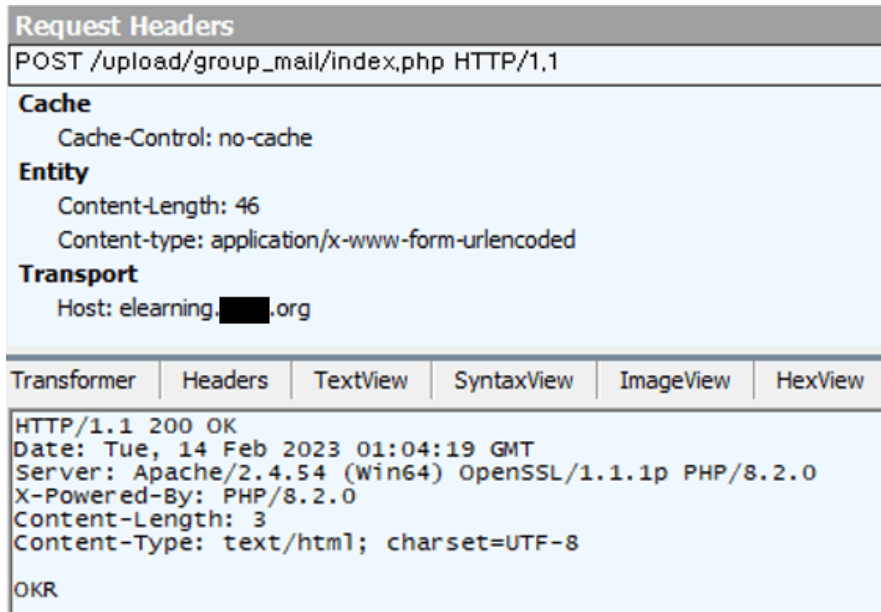 Request Headers
POST /upload/group_mail/index.php HTTP/1.1
Cache
Cache-Control: no-cache
Entity
Content-Length: 46
Content-type: application/x-www-form-urlencoded
Transport
Host: elearning. .org
Transformer Headers TextView SyntaxView ImageView HexView
HTTP/1.1 200 OK
Date: Tue, 14 Feb 2023 01:04:19 GMT
Server: Apache/2.4.54 (Win64) OpenSSL/1.1.1p PHP/8.2.0
X-Powered-By: PHP/8.2.0
Content-Length: 3
Content-Type: text/html; charset=UTF-8
OKR